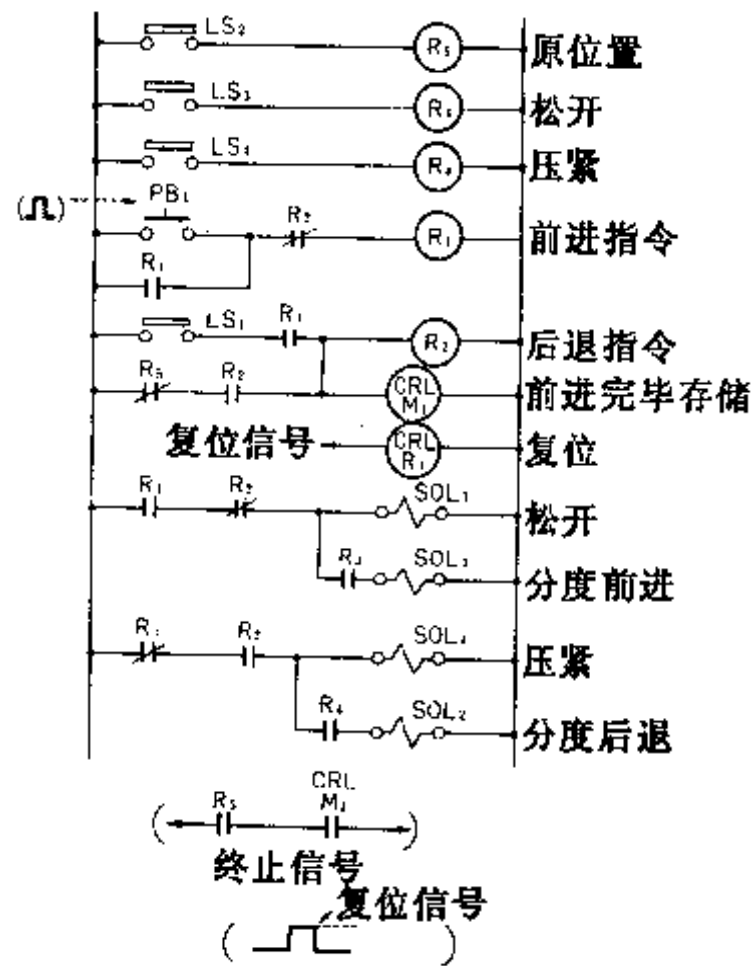 LS₂ R₅ 原位置
LS₃ 松开
LS₄ R₄ 压紧
(⎍) PB₁ R₂ R₁ 前进指令
R₁
LS₁ R₁ R₂ 后退指令
R₅ R₂ CRL M₁ 前进完毕存储
复位信号 CRL R₁ 复位
R₁ R₂ SOL₁ 松开
R₃ SOL₃ 分度前进
R₁ R₂ SOL₄ 压紧
R₄ SOL₂ 分度后退
R₅ CRL M₁
终止信号
复位信号